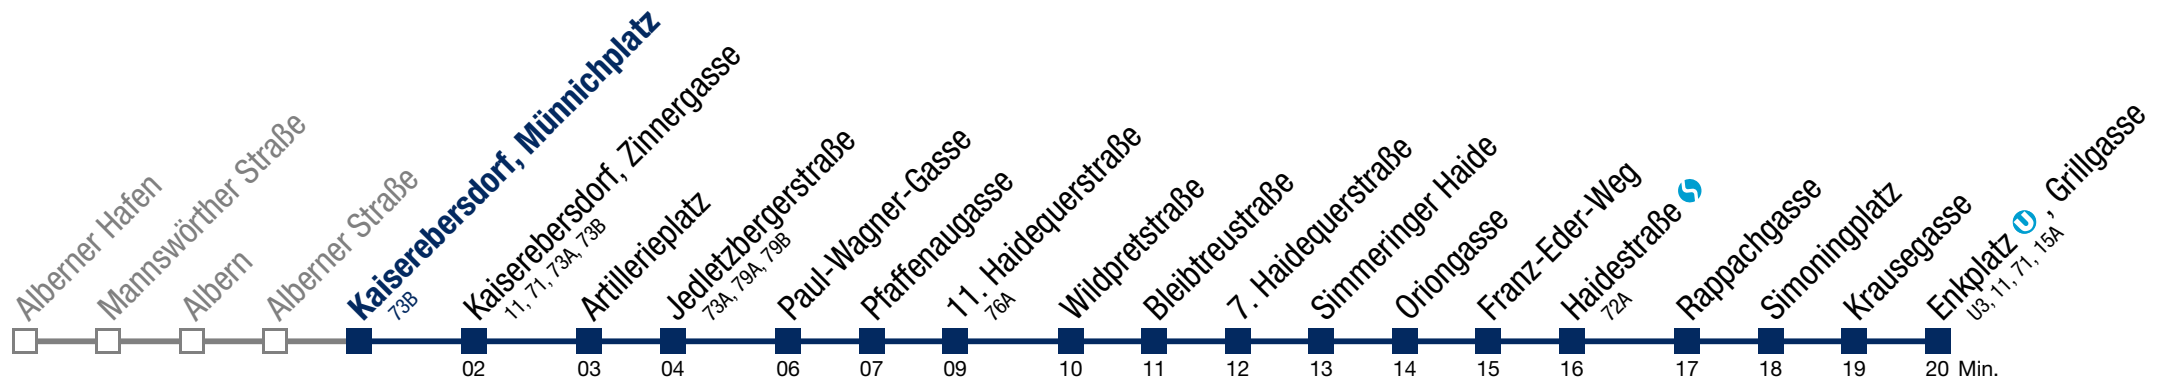 Alberner Hafen
Mannswörther Straße
Albern
Alberner Straße
Kaiserebersdorf, Münnichplatz
73B
Kaiserebersdorf, Zinnergasse
11, 71, 73A, 73B
Artillerieplatz
Jedletzbergerstraße
73A, 79A, 79B
Paul-Wagner-Gasse
Pfaffenaugasse
11. Haidequerstraße
76A
Wildpretstraße
Bleibtreustraße
7. Haidequerstraße
Simmeringer Haide
Oriongasse
Franz-Eder-Weg
Haidestraße S
72A
Rappachgasse
Simoningplatz
Krausegasse
Enkplatz U , Grillgasse
U3, 11, 71, 15A
02 03 04 06 07 09 10 11 12 13 14 15 16 17 18 19 20 Min.